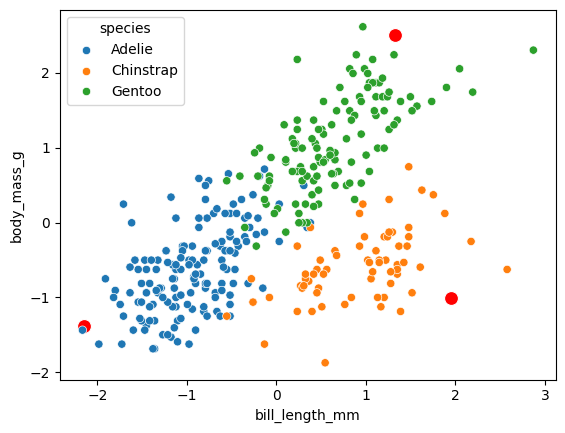 species
Adelie
Chinstrap
Gentoo
body_mass_g
2
1
0
−1
−2
−2
−1
0
1
2
3
bill_length_mm